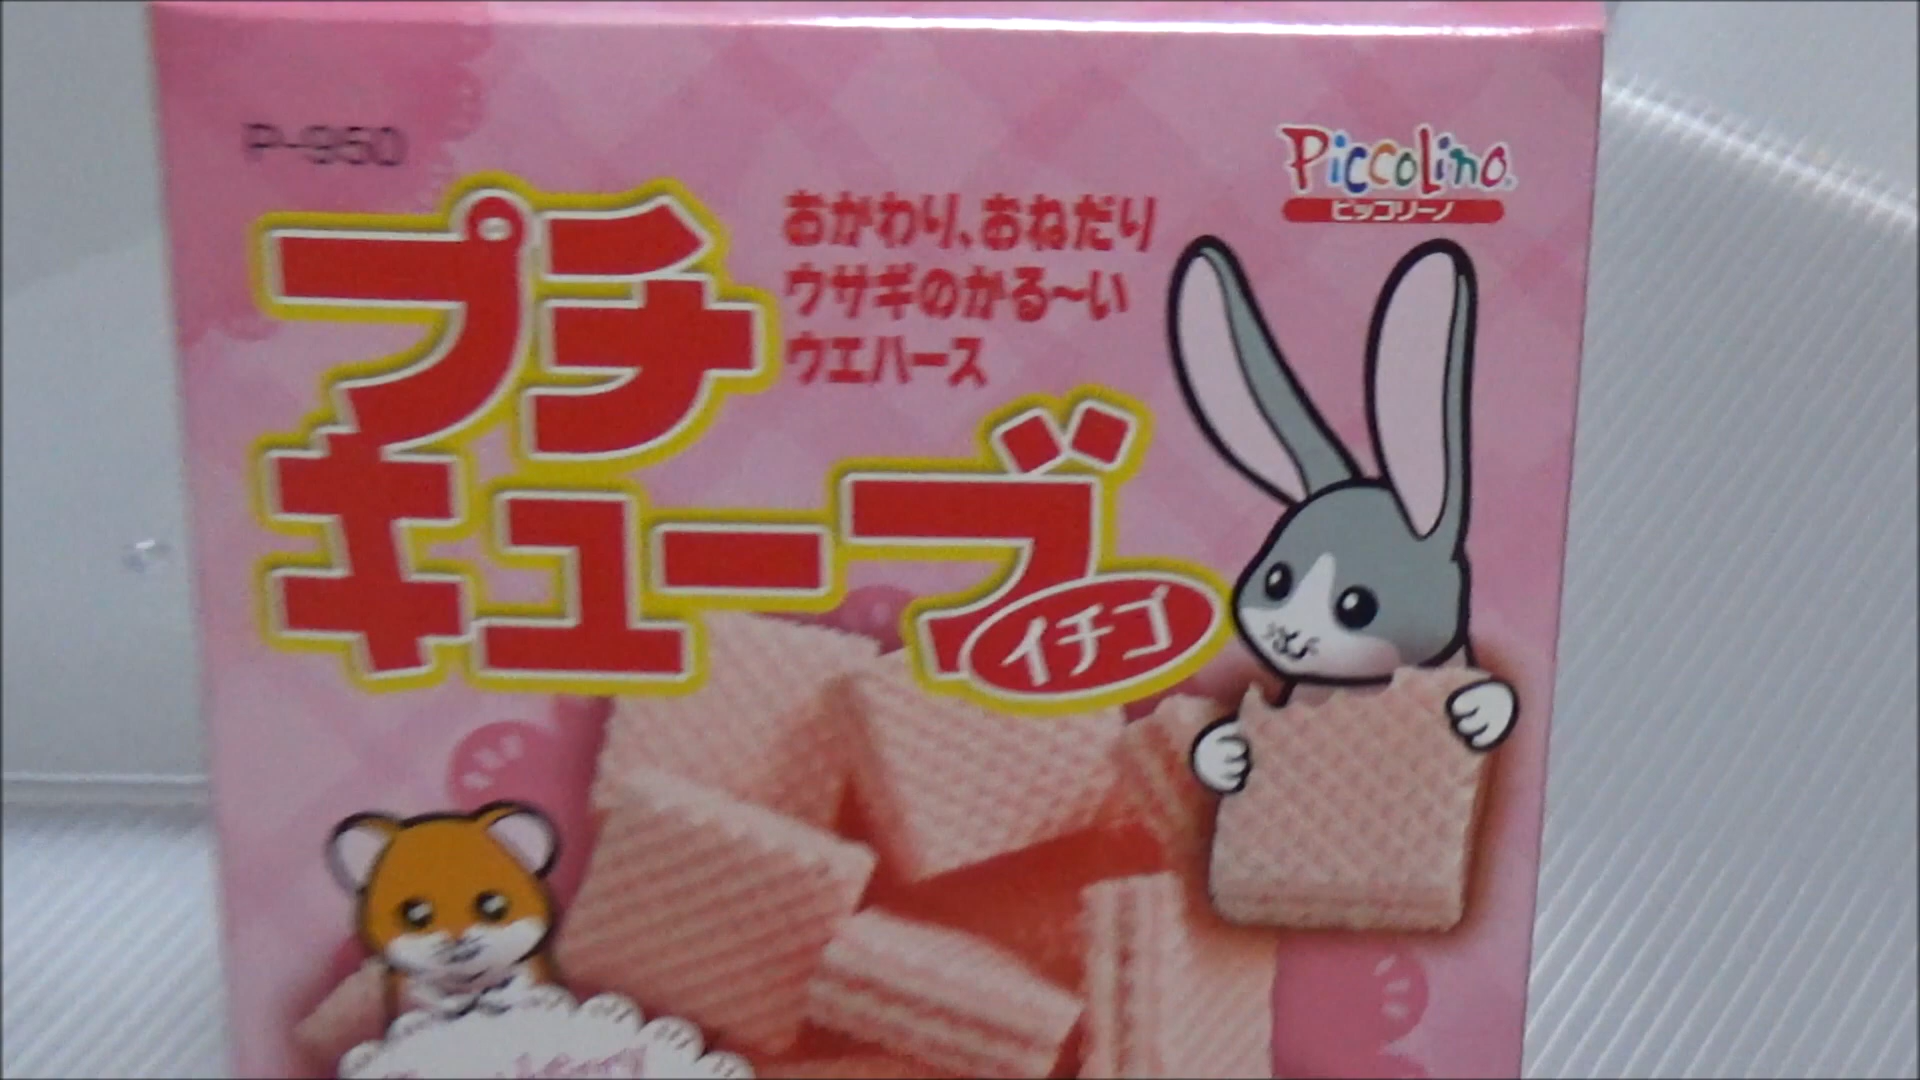 P-950
Piccolino
ピッコリーノ
おかわり、おねだり
ウサギのかる〜い
ウエハース
プチ
キューブ
イチゴ